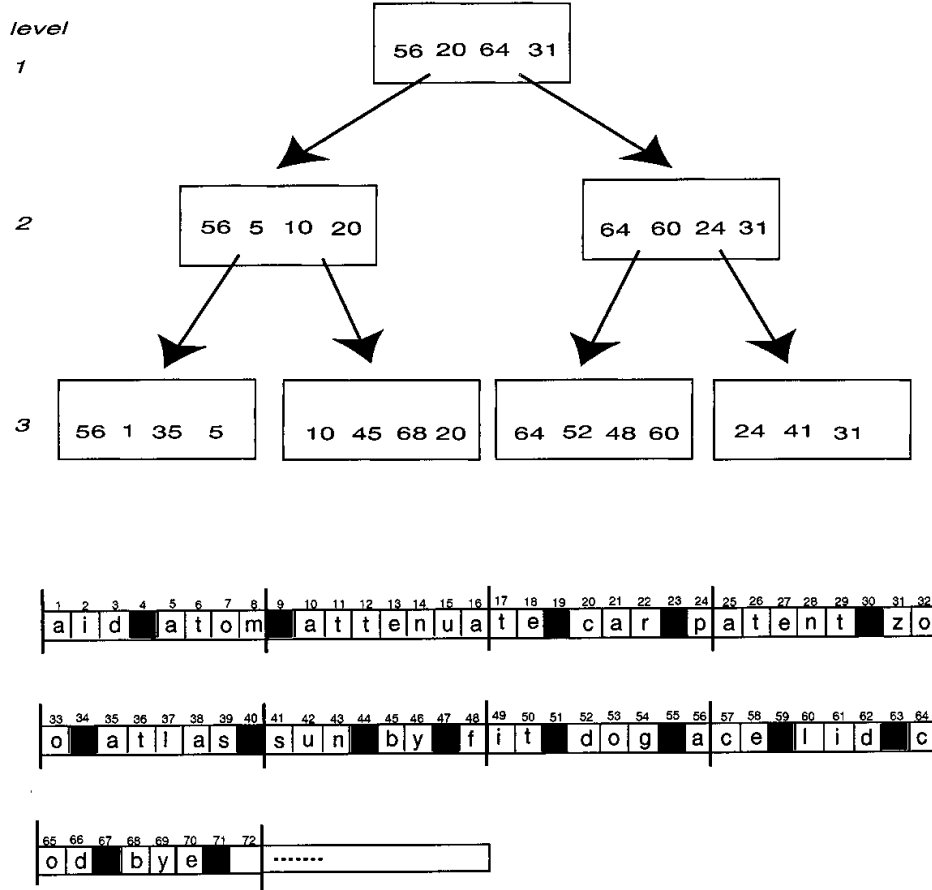 level
1
56 20 64 31
2
56 5 10 20
64 60 24 31
3
56 1 35 5
10 45 68 20
64 52 48 60
24 41 31
1 2 3 4 5 6 7 8 9 10 11 12 13 14 15 16 17 18 19 20 21 22 23 24 25 26 27 28 29 30 31 32
a i d a t o m a t t e n u a t e c a r p a t e n t z o
33 34 35 36 37 38 39 40 41 42 43 44 45 46 47 48 49 50 51 52 53 54 55 56 57 58 59 60 61 62 63 64
o a t l a s s u n b y f i t d o g a c e l i d c
65 66 67 68 69 70 71 72
o d b y e -------